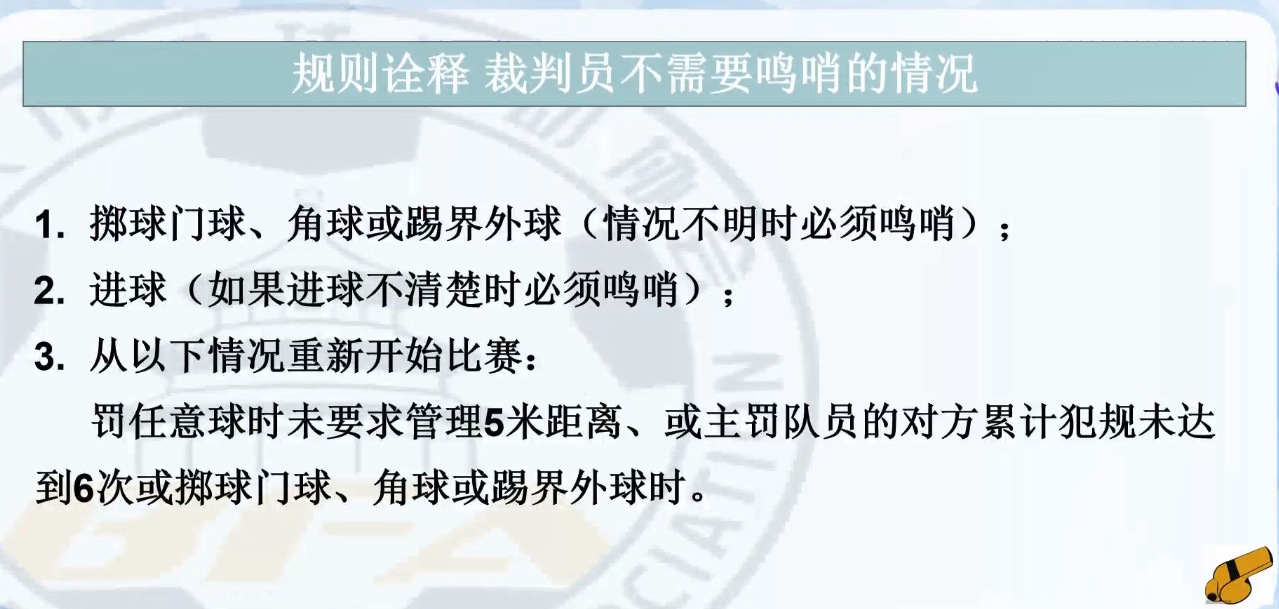 规则诠释 裁判员不需要鸣哨的情况
1. 掷球门球、角球或踢界外球（情况不明时必须鸣哨）；
2. 进球（如果进球不清楚时必须鸣哨）；
3. 从以下情况重新开始比赛：
罚任意球时未要求管理5米距离、或主罚队员的对方累计犯规未达
到6次或掷球门球、角球或踢界外球时。